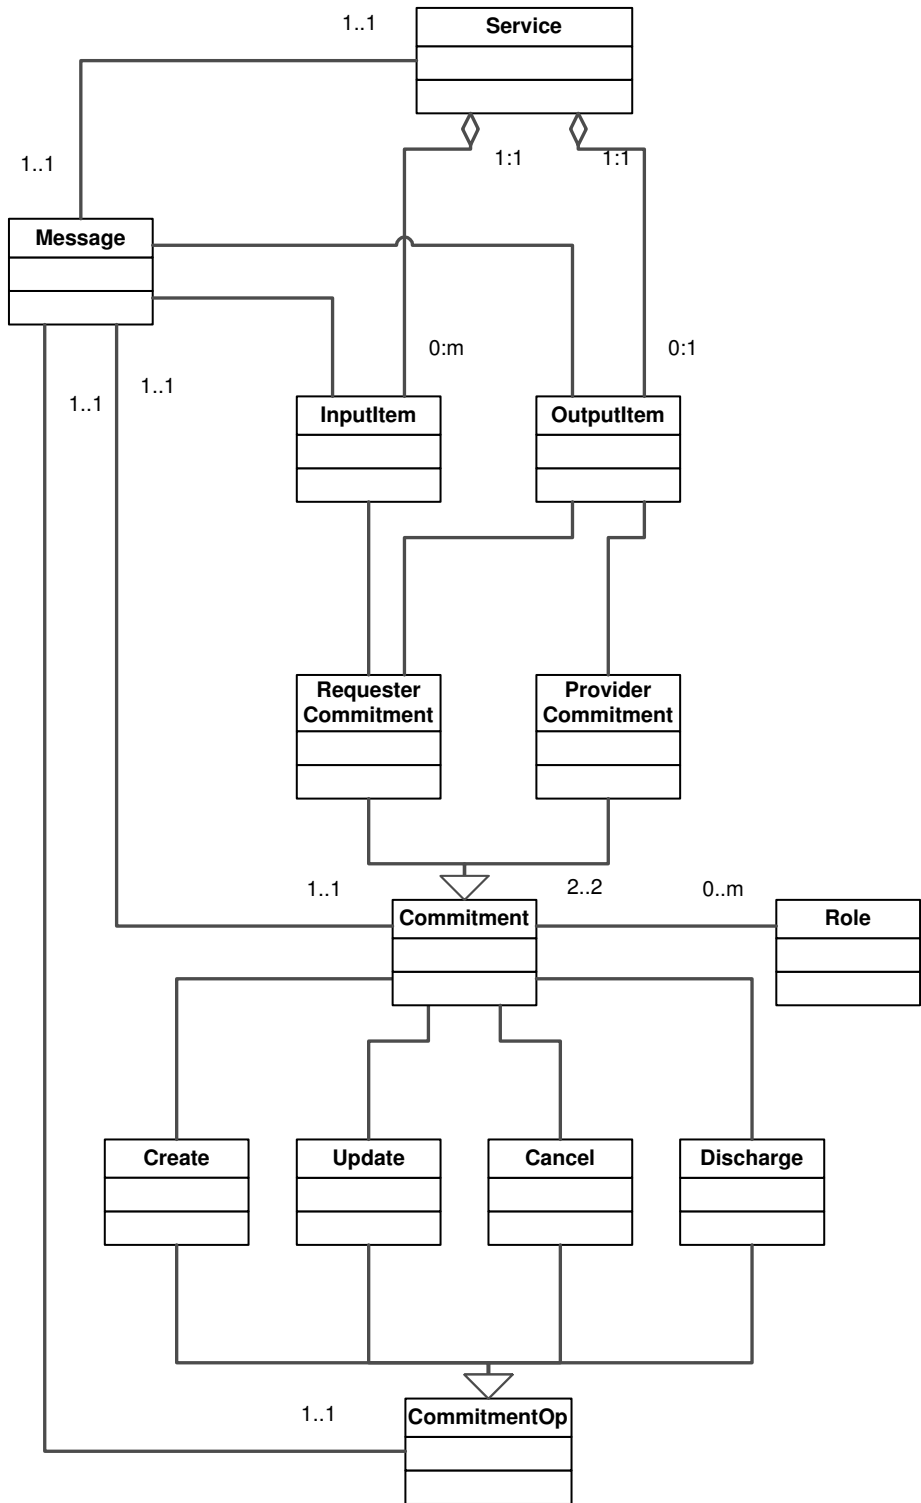 1..1
Service
1..1
1:1
1:1
Message
0:m
0:1
1..1
1..1
InputItem
OutputItem
Requester
Commitment
Provider
Commitment
1..1
2..2
0..m
Commitment
Role
Create
Update
Cancel
Discharge
1..1
CommitmentOp